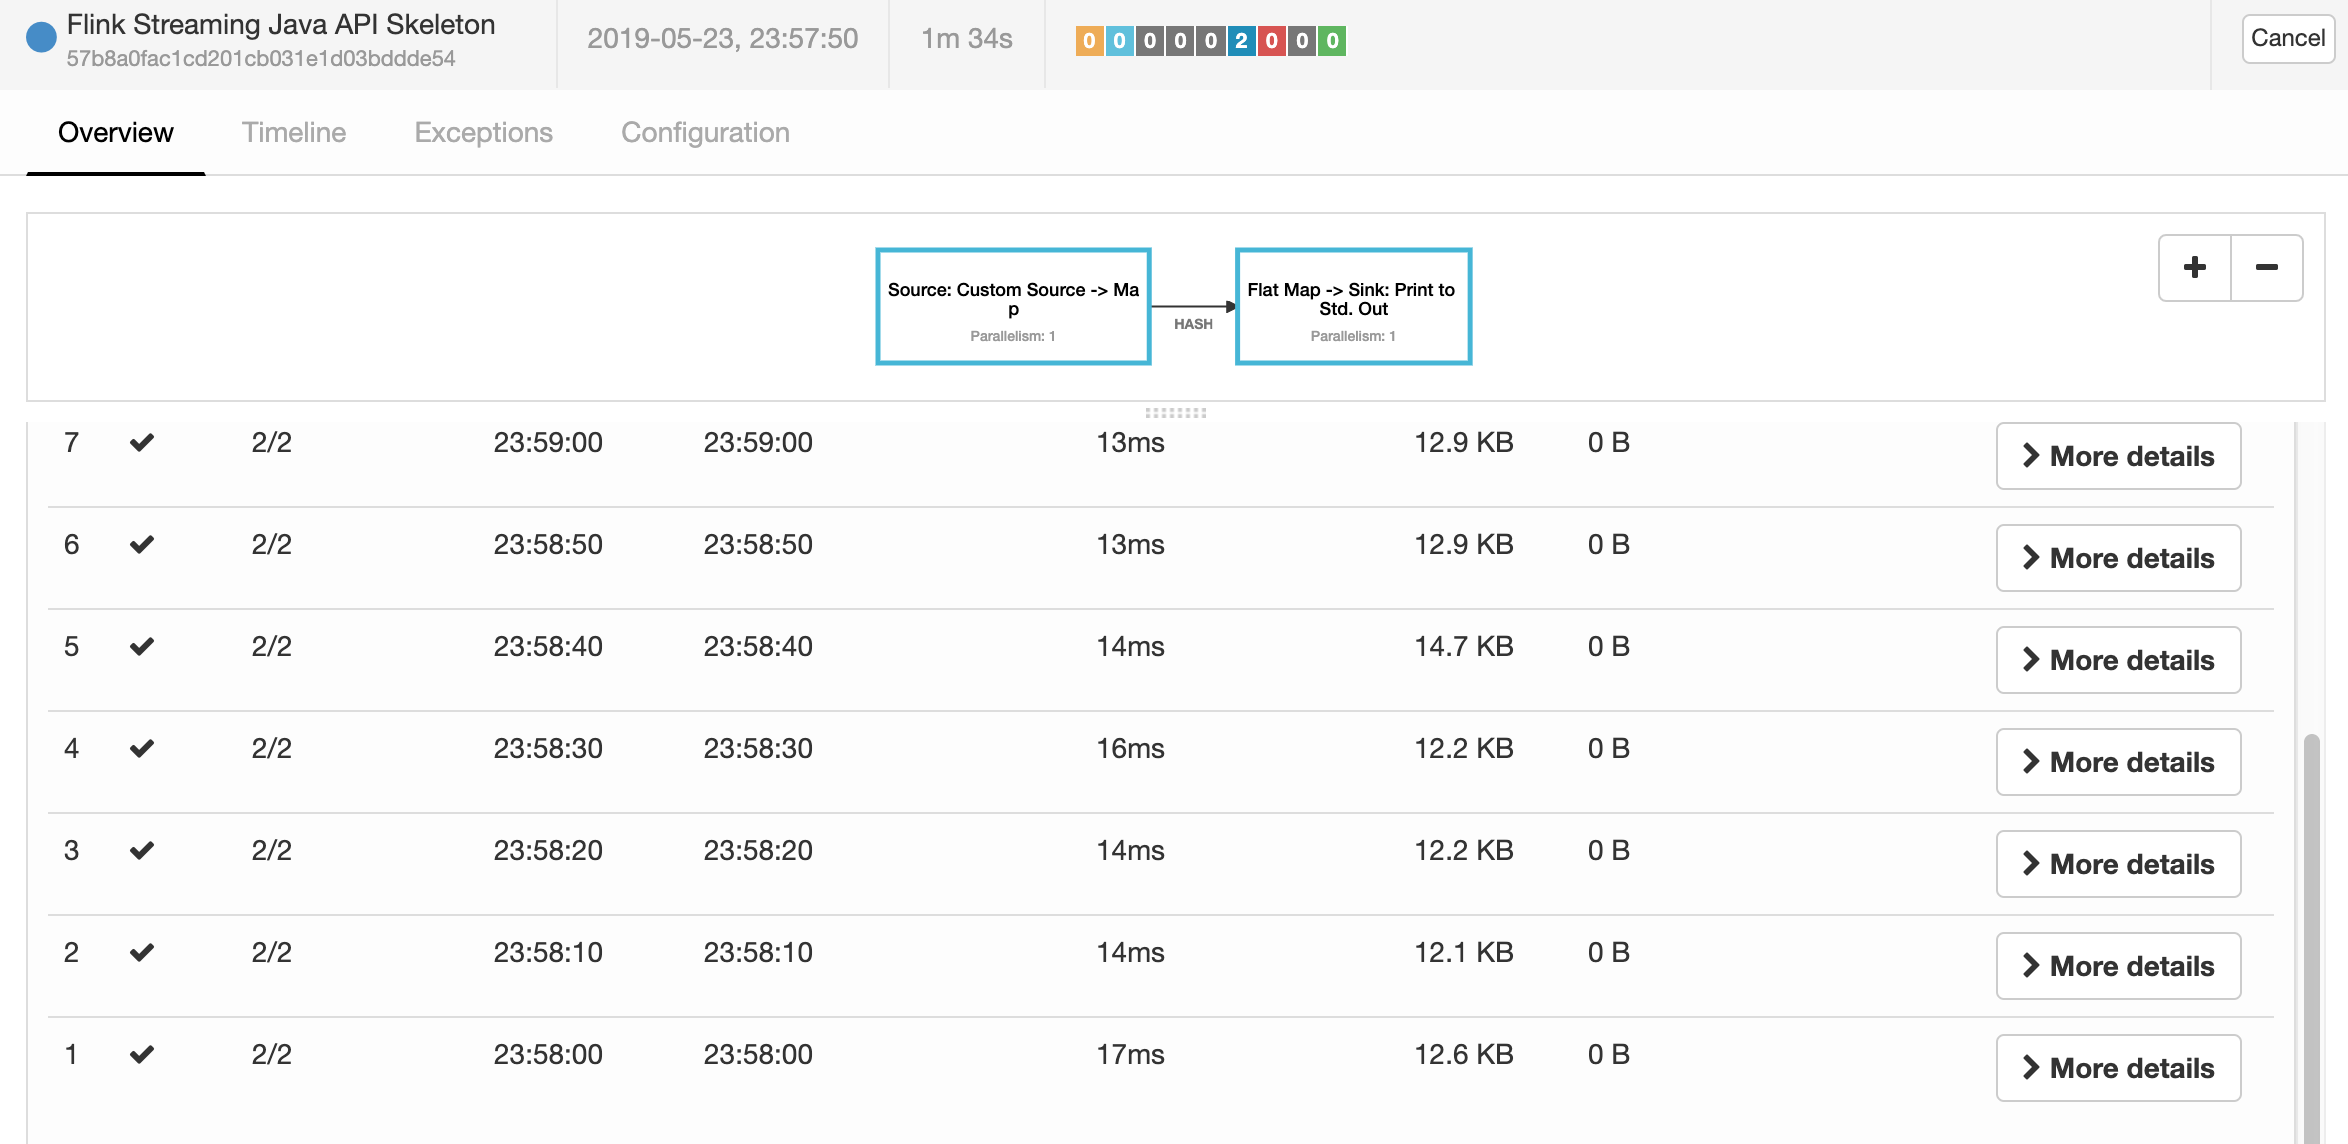 Flink Streaming Java API Skeleton
57b8a0fac1cd201cb031e1d03bddde54
2019-05-23, 23:57:50
1m 34s
0 0 0 0 0 2 0 0 0
Cancel
Overview Timeline Exceptions Configuration
Source: Custom Source -> Ma
p
Parallelism: 1
HASH
Flat Map -> Sink: Print to
Std. Out
Parallelism: 1
+ −
7 ✔ 2/2 23:59:00 23:59:00 13ms 12.9 KB 0 B More details
6 ✔ 2/2 23:58:50 23:58:50 13ms 12.9 KB 0 B More details
5 ✔ 2/2 23:58:40 23:58:40 14ms 14.7 KB 0 B More details
4 ✔ 2/2 23:58:30 23:58:30 16ms 12.2 KB 0 B More details
3 ✔ 2/2 23:58:20 23:58:20 14ms 12.2 KB 0 B More details
2 ✔ 2/2 23:58:10 23:58:10 14ms 12.1 KB 0 B More details
1 ✔ 2/2 23:58:00 23:58:00 17ms 12.6 KB 0 B More details